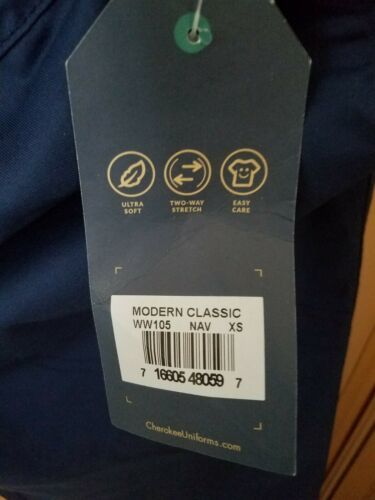 ULTRA SOFT
TWO-WAY STRETCH
EASY CARE
MODERN CLASSIC
WW105 NAV XS
7 16605 48059 7
CherokeeUniforms.com